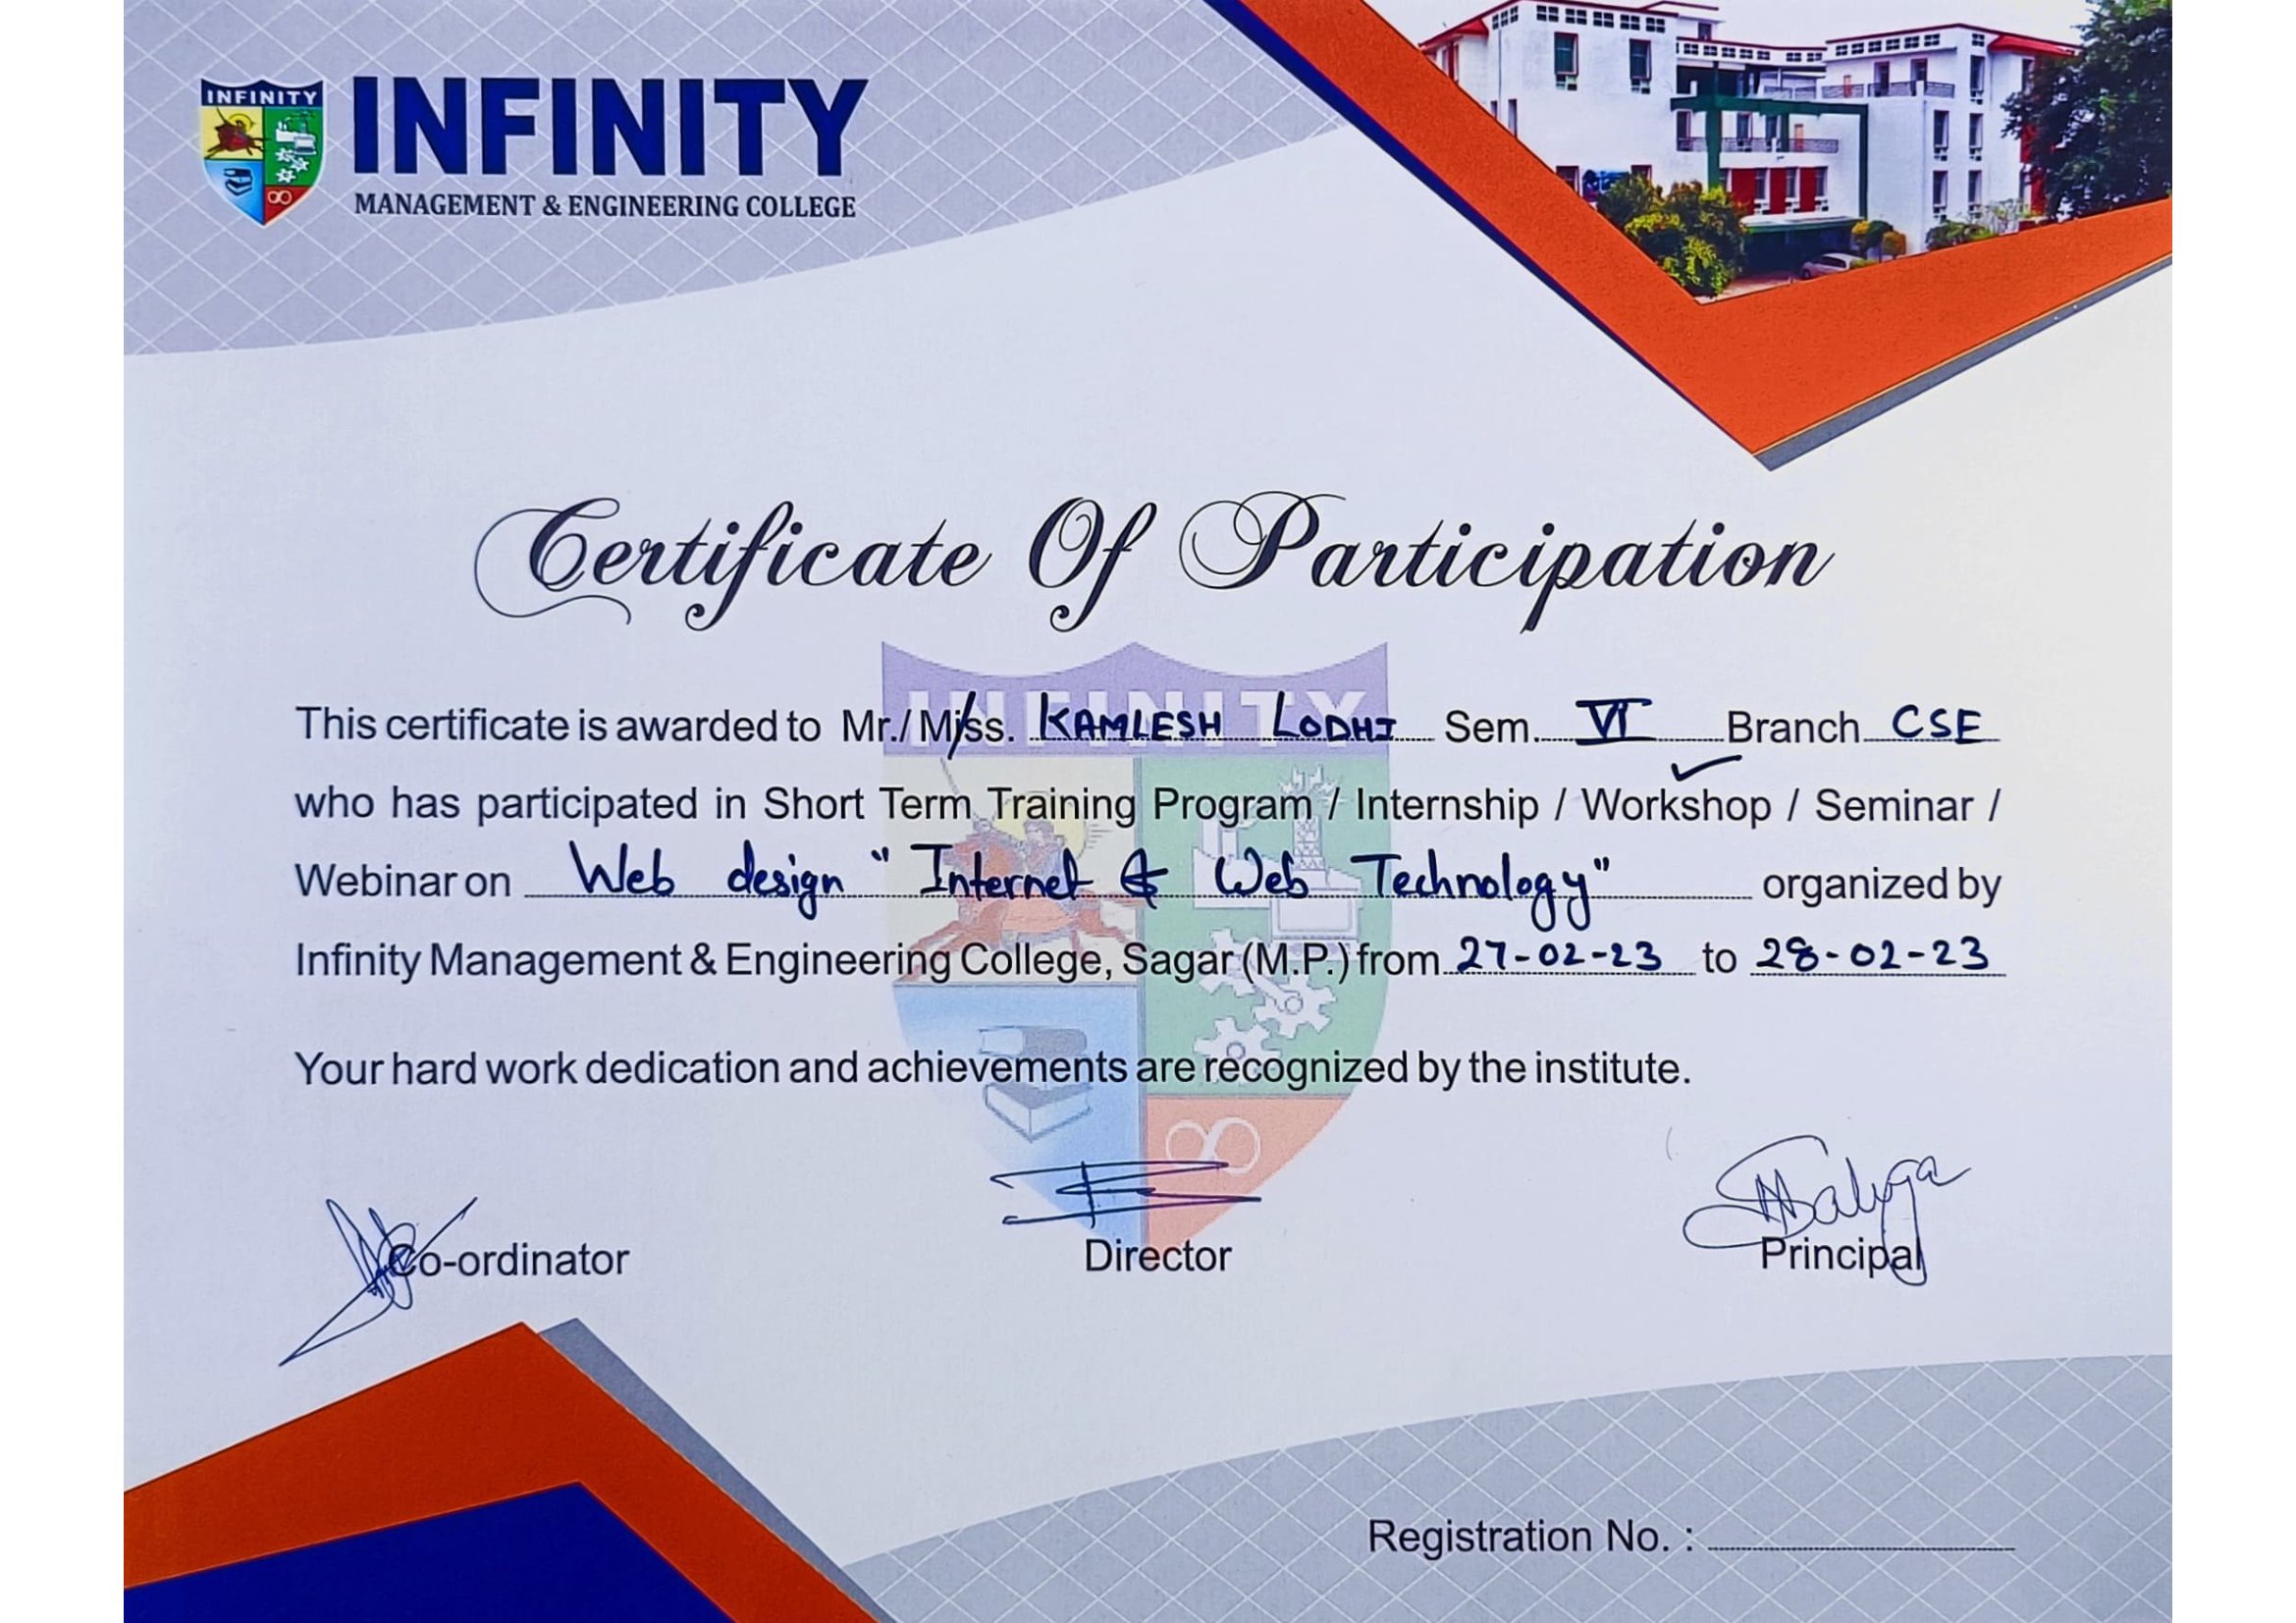 INFINITY
INFINITY
MANAGEMENT & ENGINEERING COLLEGE
Certificate Of Participation
INFINITY
This certificate is awarded to Mr./ Miss. KAMLESH LODHI Sem. VI Branch CSE
who has participated in Short Term Training Program / Internship / Workshop / Seminar /
Webinar on Web design " Internet & Web Technology" organized by
Infinity Management & Engineering College, Sagar (M.P.) from 27-02-23 to 28-02-23
Your hard work dedication and achievements are recognized by the institute.
Co-ordinator
Director
Principal
Registration No. :